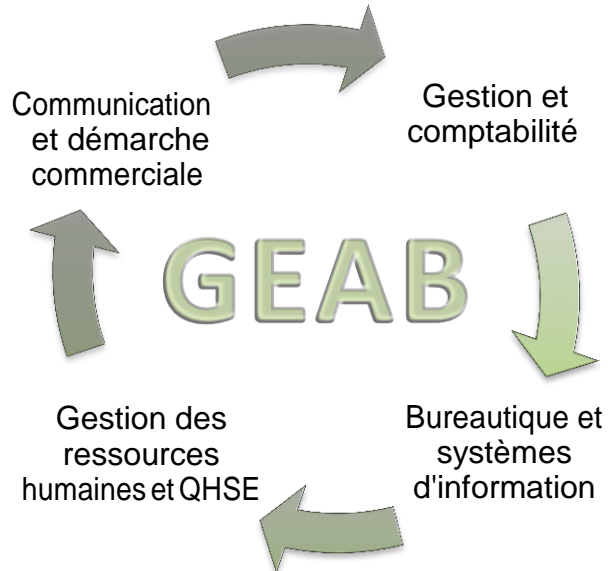 Communication
et démarche
commerciale
Gestion et
comptabilité
GEAB
Gestion des
ressources
humaines et QHSE
Bureautique et
systèmes
d'information